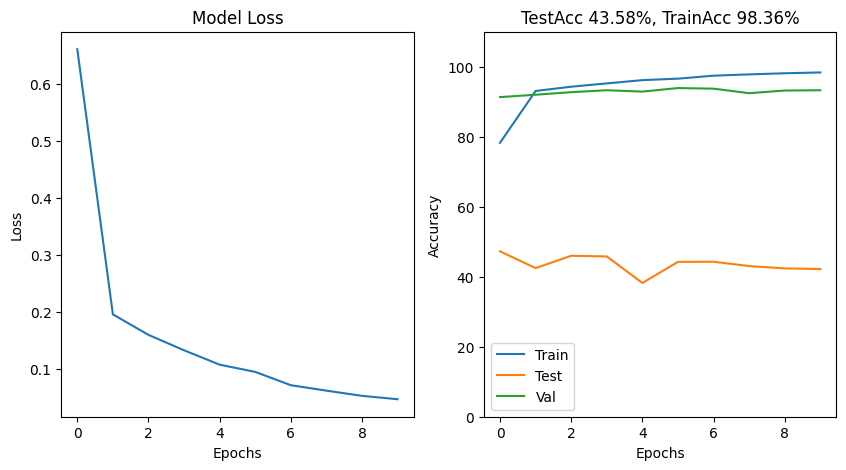 Model Loss
0.6
0.5
0.4
0.3
0.2
0.1
Loss
0 2 4 6 8
Epochs
TestAcc 43.58%, TrainAcc 98.36%
100
80
60
40
20
0
Accuracy
Train
Test
Val
0 2 4 6 8
Epochs